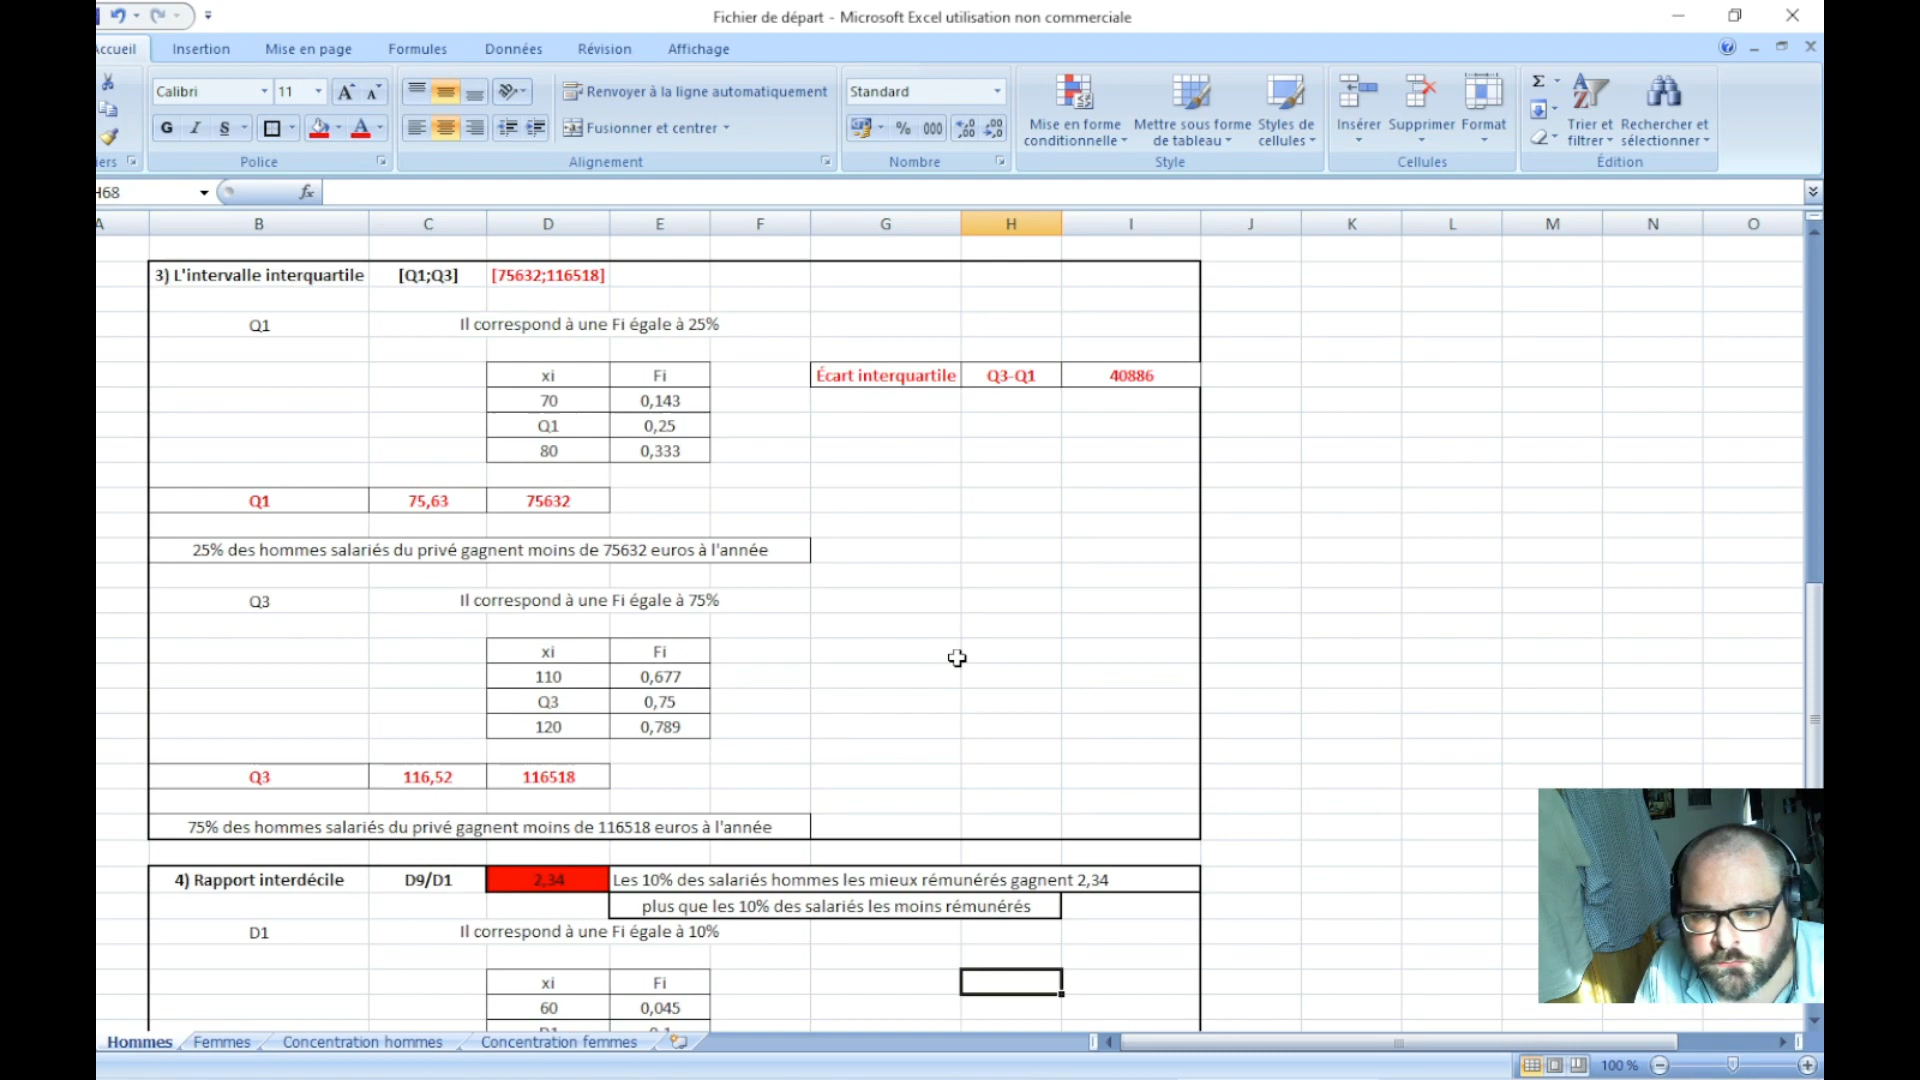 Fichier de départ - Microsoft Excel utilisation non commerciale
Accueil Insertion Mise en page Formules Données Révision Affichage
Calibri 11 Renvoyer à la ligne automatiquement Standard
G I S Fusionner et centrer % 000
Mise en forme conditionnelle Mettre sous forme de tableau Styles de cellules Insérer Supprimer Format Trier et filtrer Rechercher et sélectionner
Police Alignement Nombre Style Cellules Édition
H68 fx
A B C D E F G H I J K L M N O
3) L'intervalle interquartile [Q1;Q3] [75632;116518]
Q1 Il correspond à une Fi égale à 25%
xi Fi Écart interquartile Q3-Q1 40886
70 0,143
Q1 0,25
80 0,333
Q1 75,63 75632
25% des hommes salariés du privé gagnent moins de 75632 euros à l'année
Q3 Il correspond à une Fi égale à 75%
xi Fi
110 0,677
Q3 0,75
120 0,789
Q3 116,52 116518
75% des hommes salariés du privé gagnent moins de 116518 euros à l'année
4) Rapport interdécile D9/D1 2,34 Les 10% des salariés hommes les mieux rémunérés gagnent 2,34
plus que les 10% des salariés les moins rémunérés
D1 Il correspond à une Fi égale à 10%
xi Fi
60 0,045
D1 0,1
Hommes Femmes Concentration hommes Concentration femmes
100 %